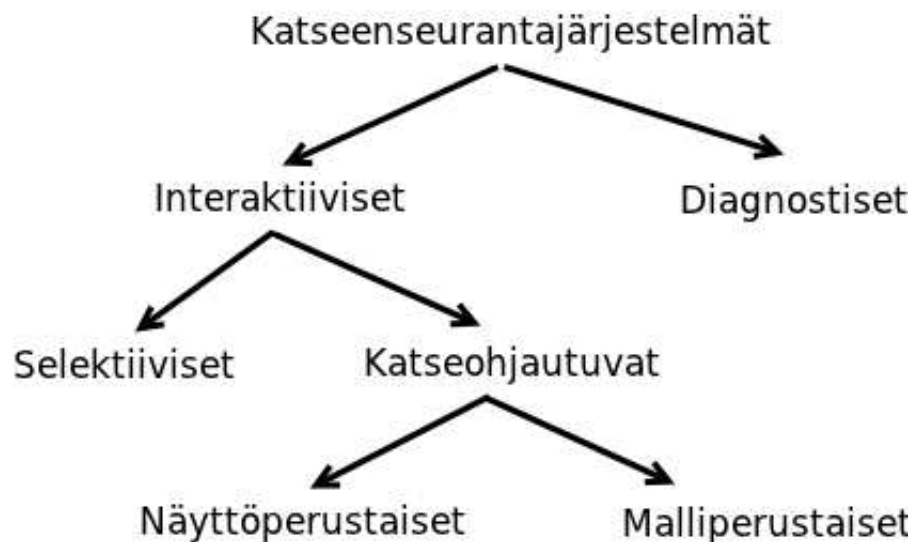 Katseenseurantajärjestelmät
Interaktiiviset
Diagnostiset
Selektiiviset
Katseohjautuvat
Näyttöperustaiset
Malliperustaiset